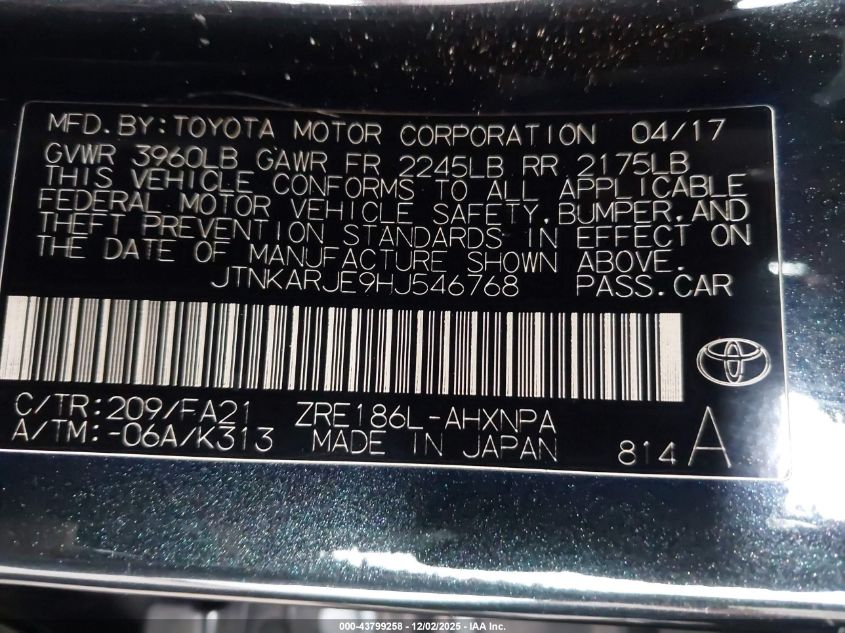 MFD.BY:TOYOTA MOTOR CORPORATION 04/17
GVWR 3960LB GAWR FR 2245LB RR 2175LB
THIS VEHICLE CONFORMS TO ALL APPLICABLE
FEDERAL MOTOR VEHICLE SAFETY,BUMPER,AND
THEFT PREVENTION STANDARDS IN EFFECT ON
THE DATE OF MANUFACTURE SHOWN ABOVE.
JTNKARJE9HJ546768 PASS.CAR
C/TR:209/FA21 ZRE186L-AHXNPA
A/TM:-06A/K313 MADE IN JAPAN 814 A
000-43799258 - 12/02/2025 - IAA Inc.